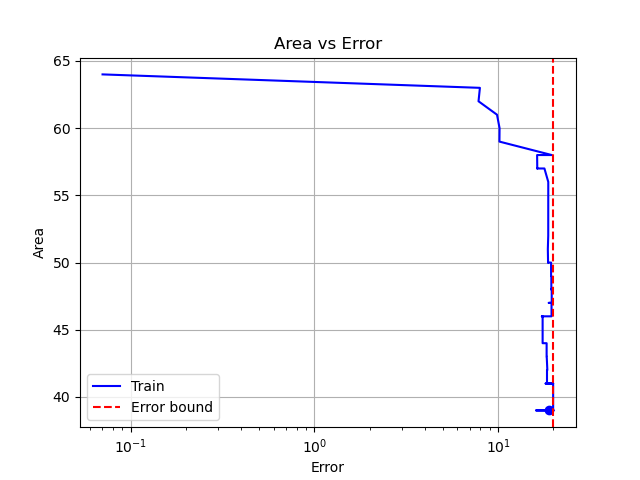 Area vs Error
65
60
55
50
45
40
Area
Train
Error bound
10⁻¹
10⁰
10¹
Error